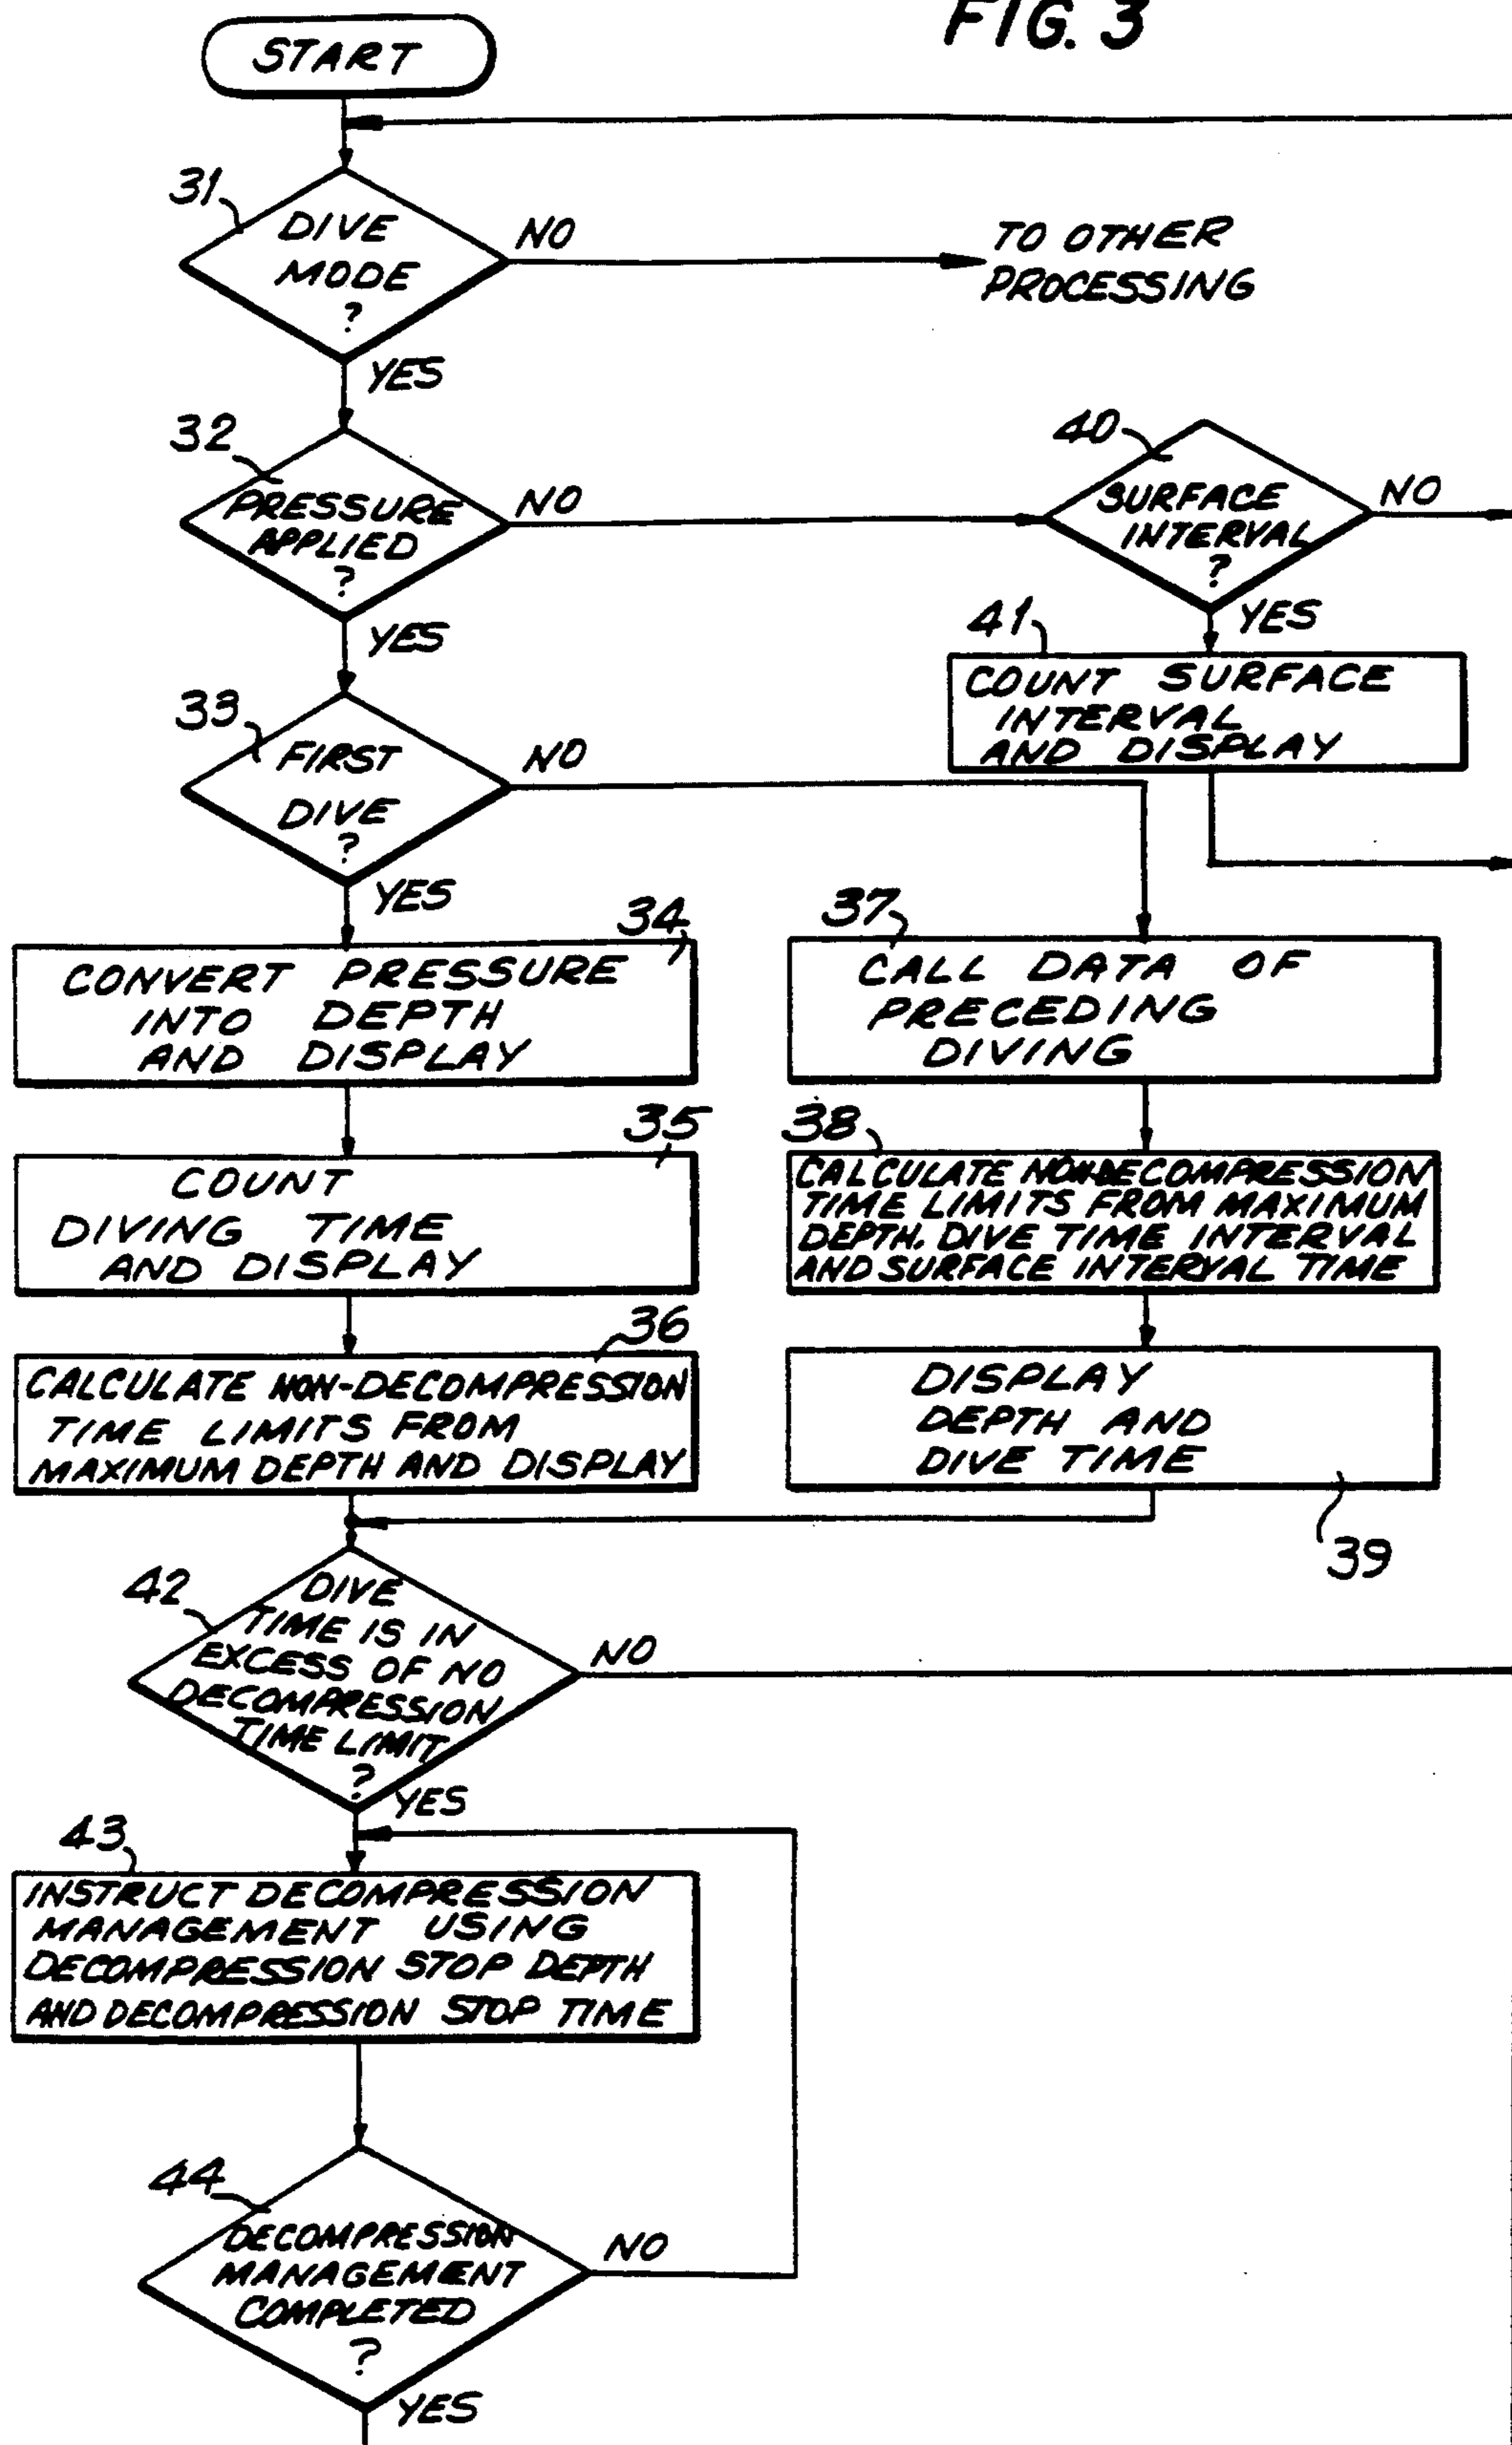 FIG. 3
START
31
DIVE
MODE
?
NO
TO OTHER
PROCESSING
YES
32
PRESSURE
APPLIED
?
NO
YES
40
SURFACE
INTERVAL
?
NO
YES
41
COUNT SURFACE
INTERVAL
AND DISPLAY
33
FIRST
DIVE
?
NO
YES
34
CONVERT PRESSURE
INTO DEPTH
AND DISPLAY
37
CALL DATA OF
PRECEDING
DIVING
35
COUNT
DIVING TIME
AND DISPLAY
38
CALCULATE NON-DECOMPRESSION
TIME LIMITS FROM MAXIMUM
DEPTH. DIVE TIME INTERVAL
AND SURFACE INTERVAL TIME
36
CALCULATE NON-DECOMPRESSION
TIME LIMITS FROM
MAXIMUM DEPTH AND DISPLAY
DISPLAY
DEPTH AND
DIVE TIME
39
42
DIVE
TIME IS IN
EXCESS OF NO
DECOMPRESSION
TIME LIMIT
?
NO
YES
43
INSTRUCT DECOMPRESSION
MANAGEMENT USING
DECOMPRESSION STOP DEPTH
AND DECOMPRESSION STOP TIME
44
DECOMPRESSION
MANAGEMENT
COMPLETED
?
NO
YES